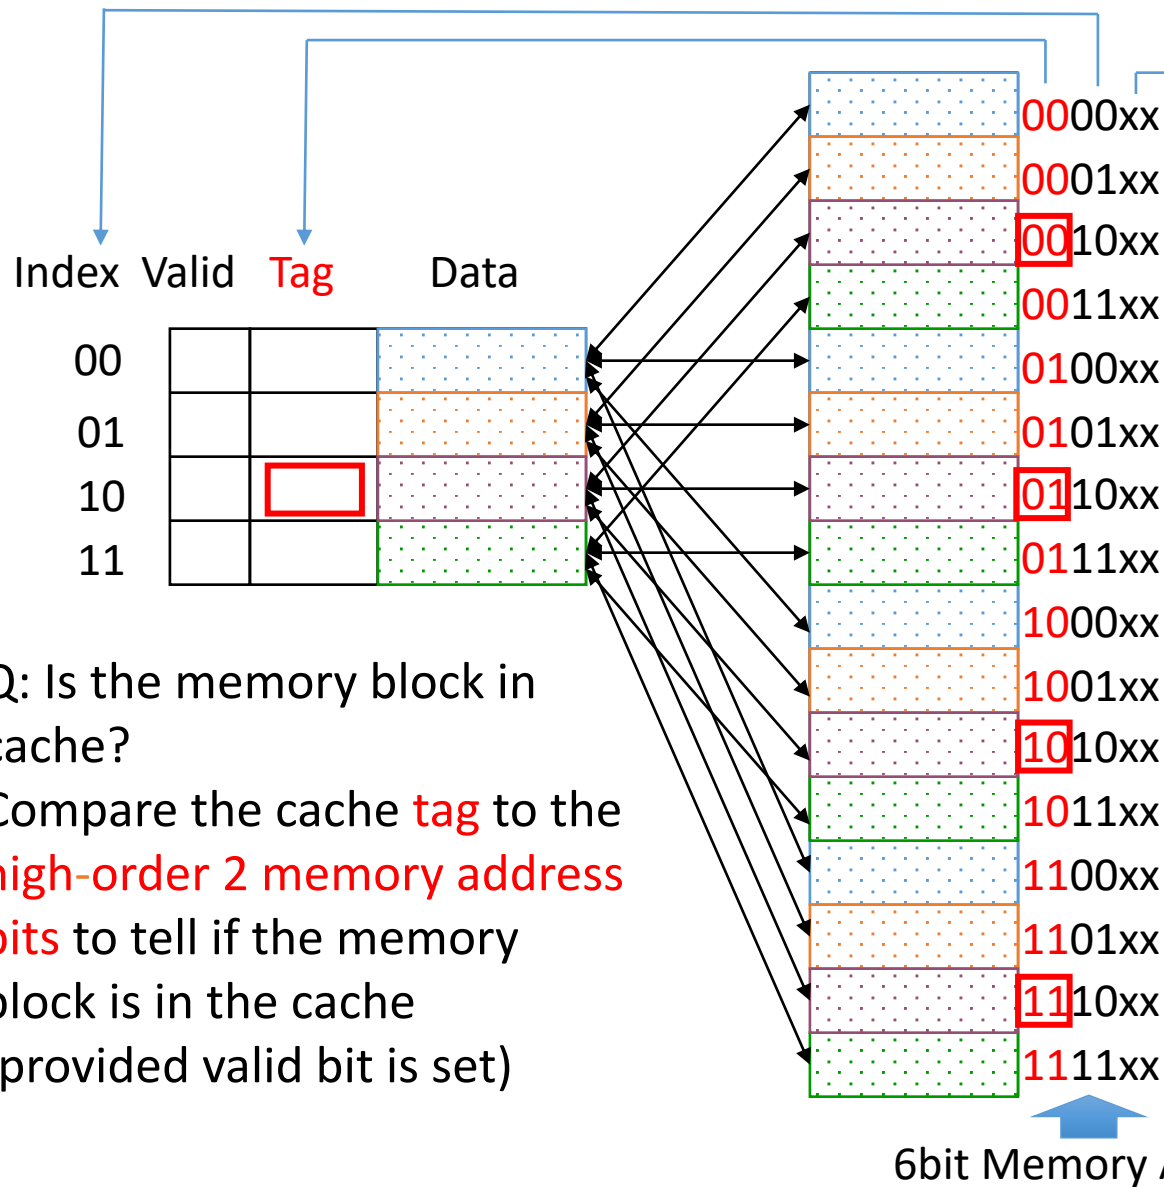 Index Valid Tag Data
00
01
10
11
0000xx
0001xx
0010xx
0011xx
0100xx
0101xx
0110xx
0111xx
1000xx
1001xx
1010xx
1011xx
1100xx
1101xx
1110xx
1111xx
Q: Is the memory block in
cache?
Compare the cache tag to the
high-order 2 memory address
bits to tell if the memory
block is in the cache
(provided valid bit is set)
6bit Memory